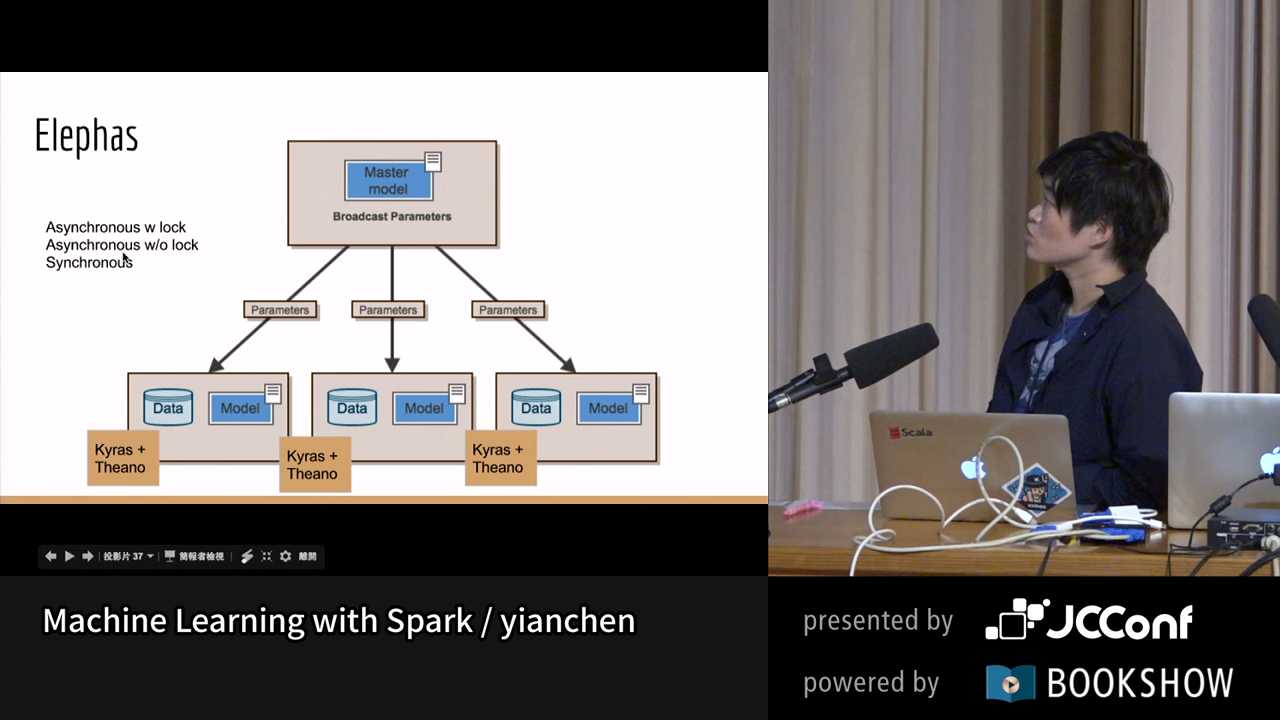 Elephas
Asynchronous w lock
Asynchronous w/o lock
Synchronous
Master
model
Broadcast Parameters
Parameters
Parameters
Parameters
Data
Model
Data
Model
Data
Model
Kyras +
Theano
Kyras +
Theano
Kyras +
Theano
投影片 37
簡報者檢視
離開
Scala
Machine Learning with Spark / yianchen
presented by
JCConf
powered by
BOOKSHOW